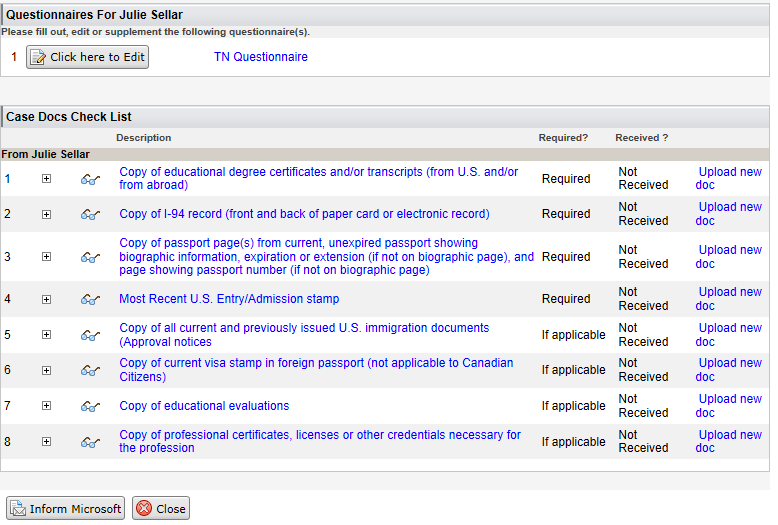 Questionnaires For Julie Sellar
Please fill out, edit or supplement the following questionnaire(s).
1 Click here to Edit TN Questionnaire
Case Docs Check List
Description Required? Received ?
From Julie Sellar
1 Copy of educational degree certificates and/or transcripts (from U.S. and/or from abroad) Required Not Received Upload new doc
2 Copy of I-94 record (front and back of paper card or electronic record) Required Not Received Upload new doc
3 Copy of passport page(s) from current, unexpired passport showing biographic information, expiration or extension (if not on biographic page), and page showing passport number (if not on biographic page) Required Not Received Upload new doc
4 Most Recent U.S. Entry/Admission stamp Required Not Received Upload new doc
5 Copy of all current and previously issued U.S. immigration documents (Approval notices If applicable Not Received Upload new doc
6 Copy of current visa stamp in foreign passport (not applicable to Canadian Citizens) If applicable Not Received Upload new doc
7 Copy of educational evaluations If applicable Not Received Upload new doc
8 Copy of professional certificates, licenses or other credentials necessary for the profession If applicable Not Received Upload new doc
Inform Microsoft Close